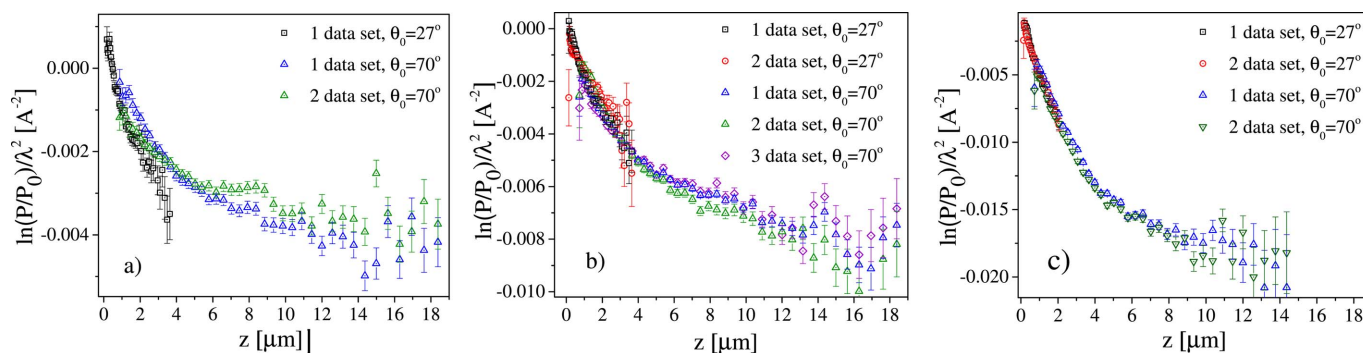 1 data set, θ₀=27°
1 data set, θ₀=70°
2 data set, θ₀=70°
0.000
-0.002
-0.004
ln(P/P₀)/λ² [A⁻²]
0 2 4 6 8 10 12 14 16 18
z [μm]
a)
1 data set, θ₀=27°
2 data set, θ₀=27°
1 data set, θ₀=70°
2 data set, θ₀=70°
3 data set, θ₀=70°
-0.000
-0.002
-0.004
-0.006
-0.008
-0.010
ln(P/P₀)/λ² [A⁻²]
0 2 4 6 8 10 12 14 16 18
z [μm]
b)
1 data set, θ₀=27°
2 data set, θ₀=27°
1 data set, θ₀=70°
2 data set, θ₀=70°
-0.005
-0.010
-0.015
-0.020
ln(P/P₀)/λ² [A⁻²]
0 2 4 6 8 10 12 14 16 18
z [μm]
c)